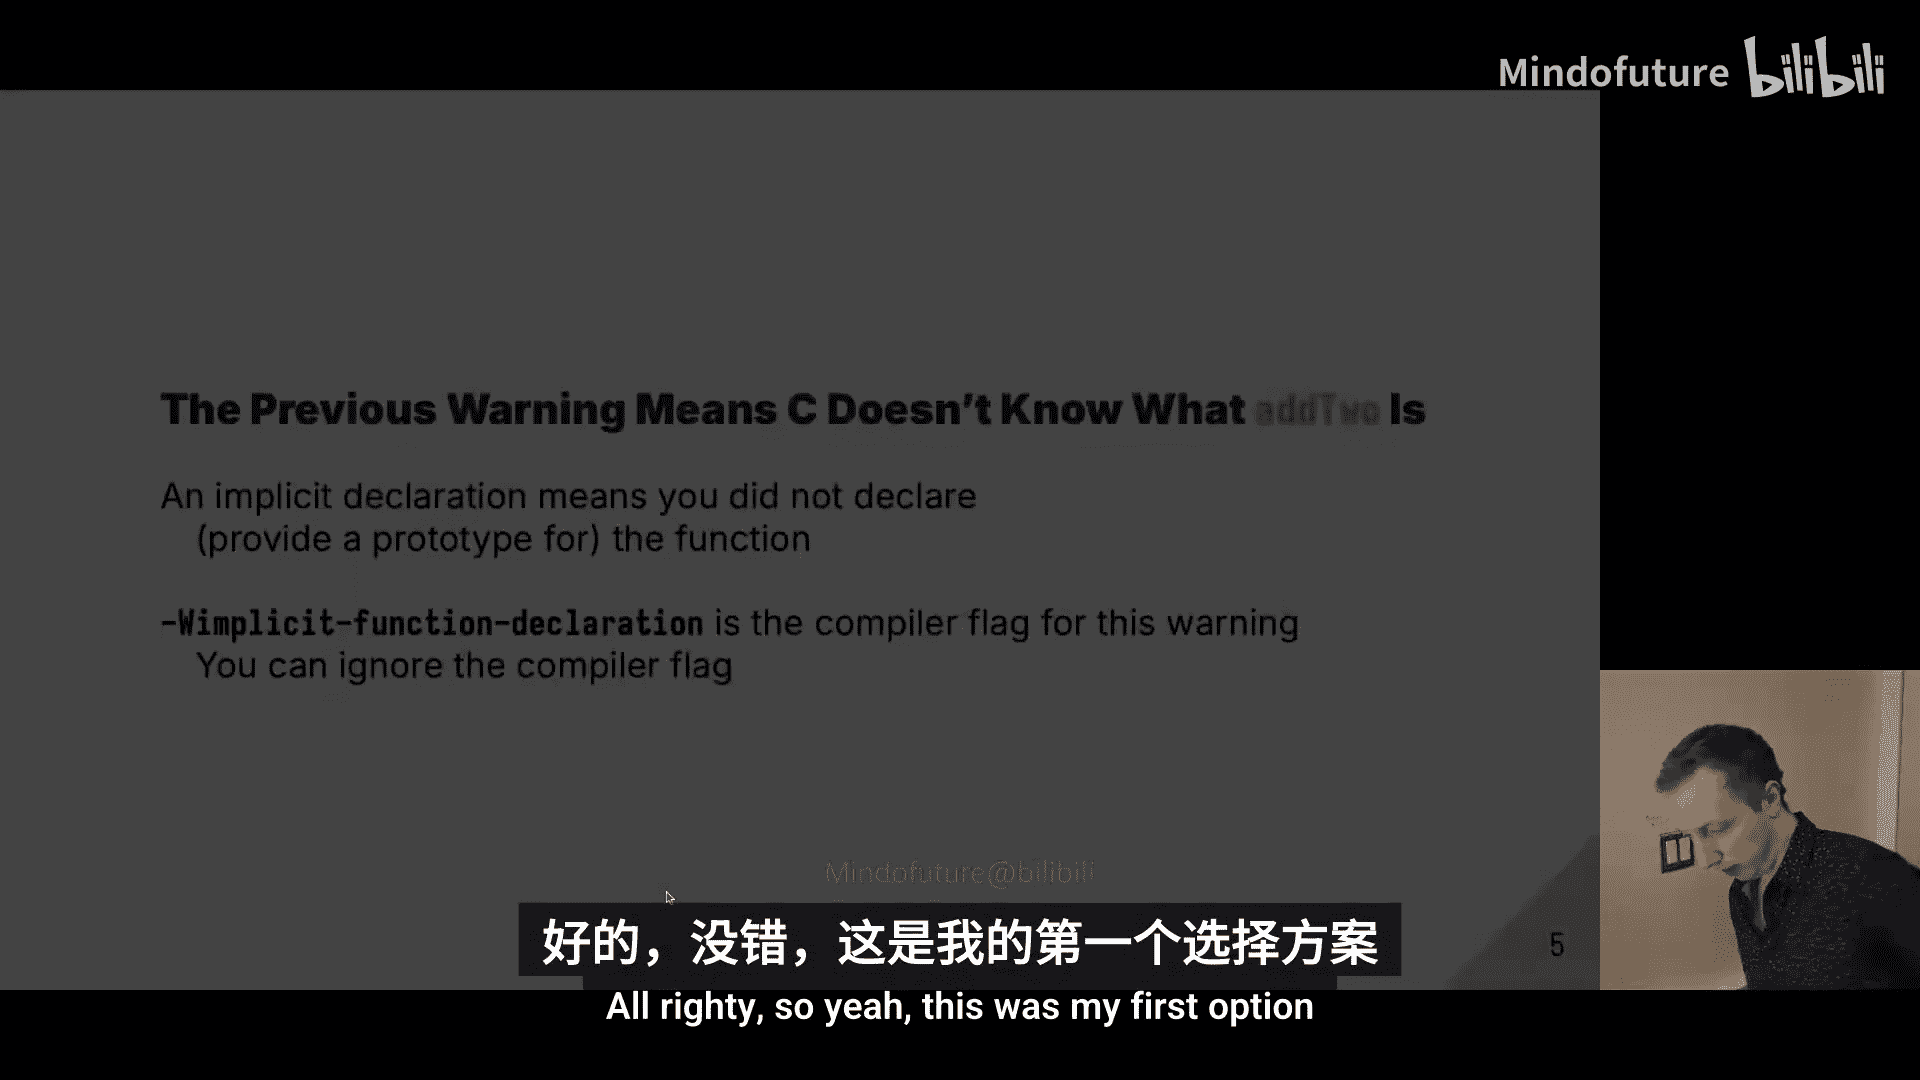 Mindofuture bilibili
The Previous Warning Means C Doesn't Know What addTwo Is
An implicit declaration means you did not declare
(provide a prototype for) the function
-Wimplicit-function-declaration is the compiler flag for this warning
You can ignore the compiler flag
Mindofuture@bilibili
好的，没错，这是我的第一个选择方案
5
All righty, so yeah, this was my first option